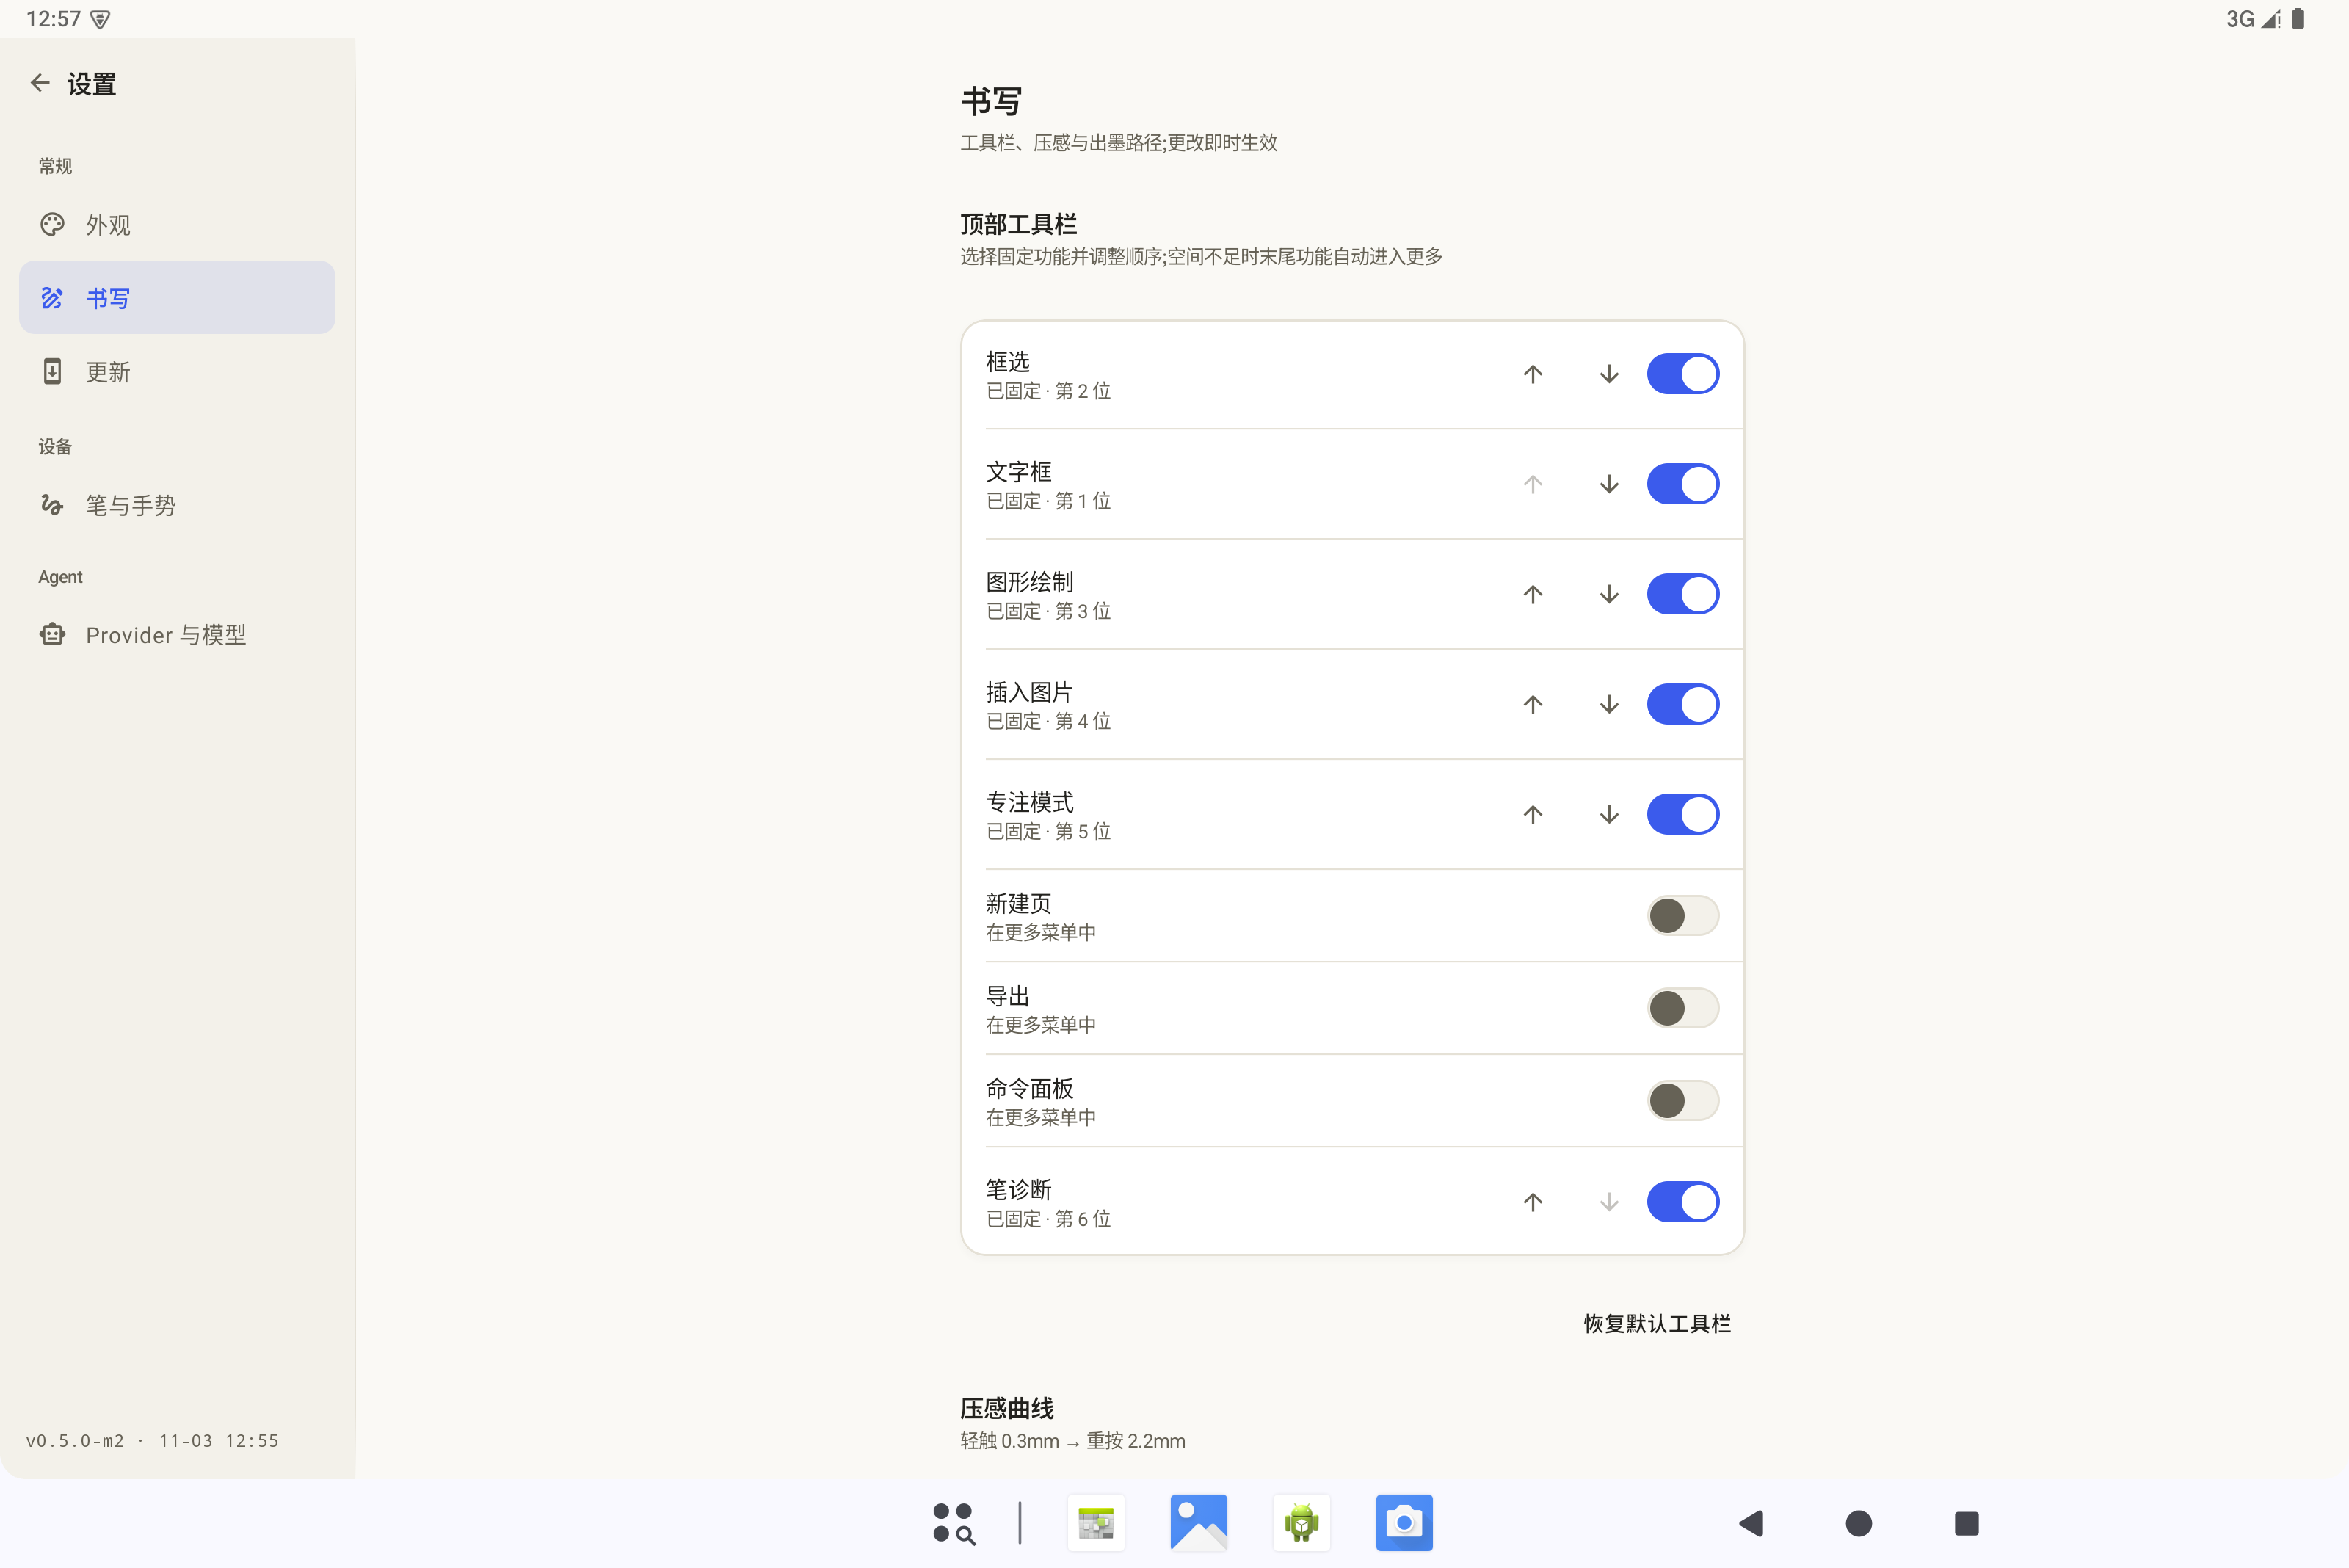 12:57
3G
设置
常规
外观
书写
更新
设备
笔与手势
Agent
Provider 与模型
v0.5.0-m2 · 11-03 12:55
书写
工具栏、压感与出墨路径;更改即时生效
顶部工具栏
选择固定功能并调整顺序;空间不足时末尾功能自动进入更多
框选
已固定 · 第 2 位
文字框
已固定 · 第 1 位
图形绘制
已固定 · 第 3 位
插入图片
已固定 · 第 4 位
专注模式
已固定 · 第 5 位
新建页
在更多菜单中
导出
在更多菜单中
命令面板
在更多菜单中
笔诊断
已固定 · 第 6 位
恢复默认工具栏
压感曲线
轻触 0.3mm → 重按 2.2mm